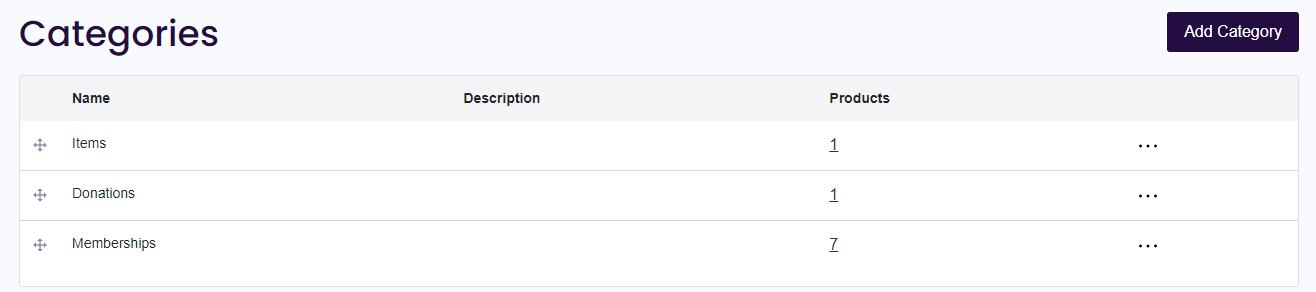 Categories
Add Category
Name Description Products
Items 1
Donations 1
Memberships 7